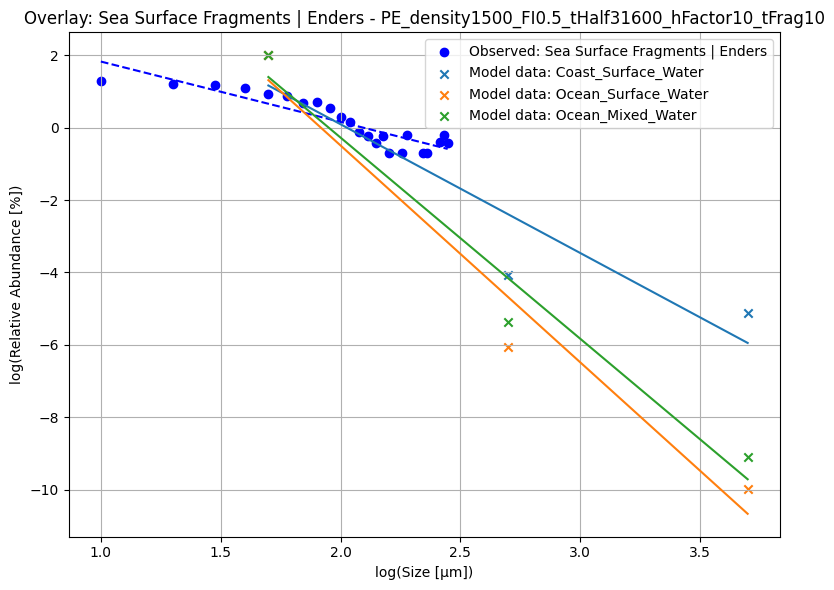 Overlay: Sea Surface Fragments | Enders - PE_density1500_FI0.5_tHalf31600_hFactor10_tFrag10
Observed: Sea Surface Fragments | Enders
Model data: Coast_Surface_Water
Model data: Ocean_Surface_Water
Model data: Ocean_Mixed_Water
log(Relative Abundance [%])
2
0
−2
−4
−6
−8
−10
1.0 1.5 2.0 2.5 3.0 3.5
log(Size [µm])